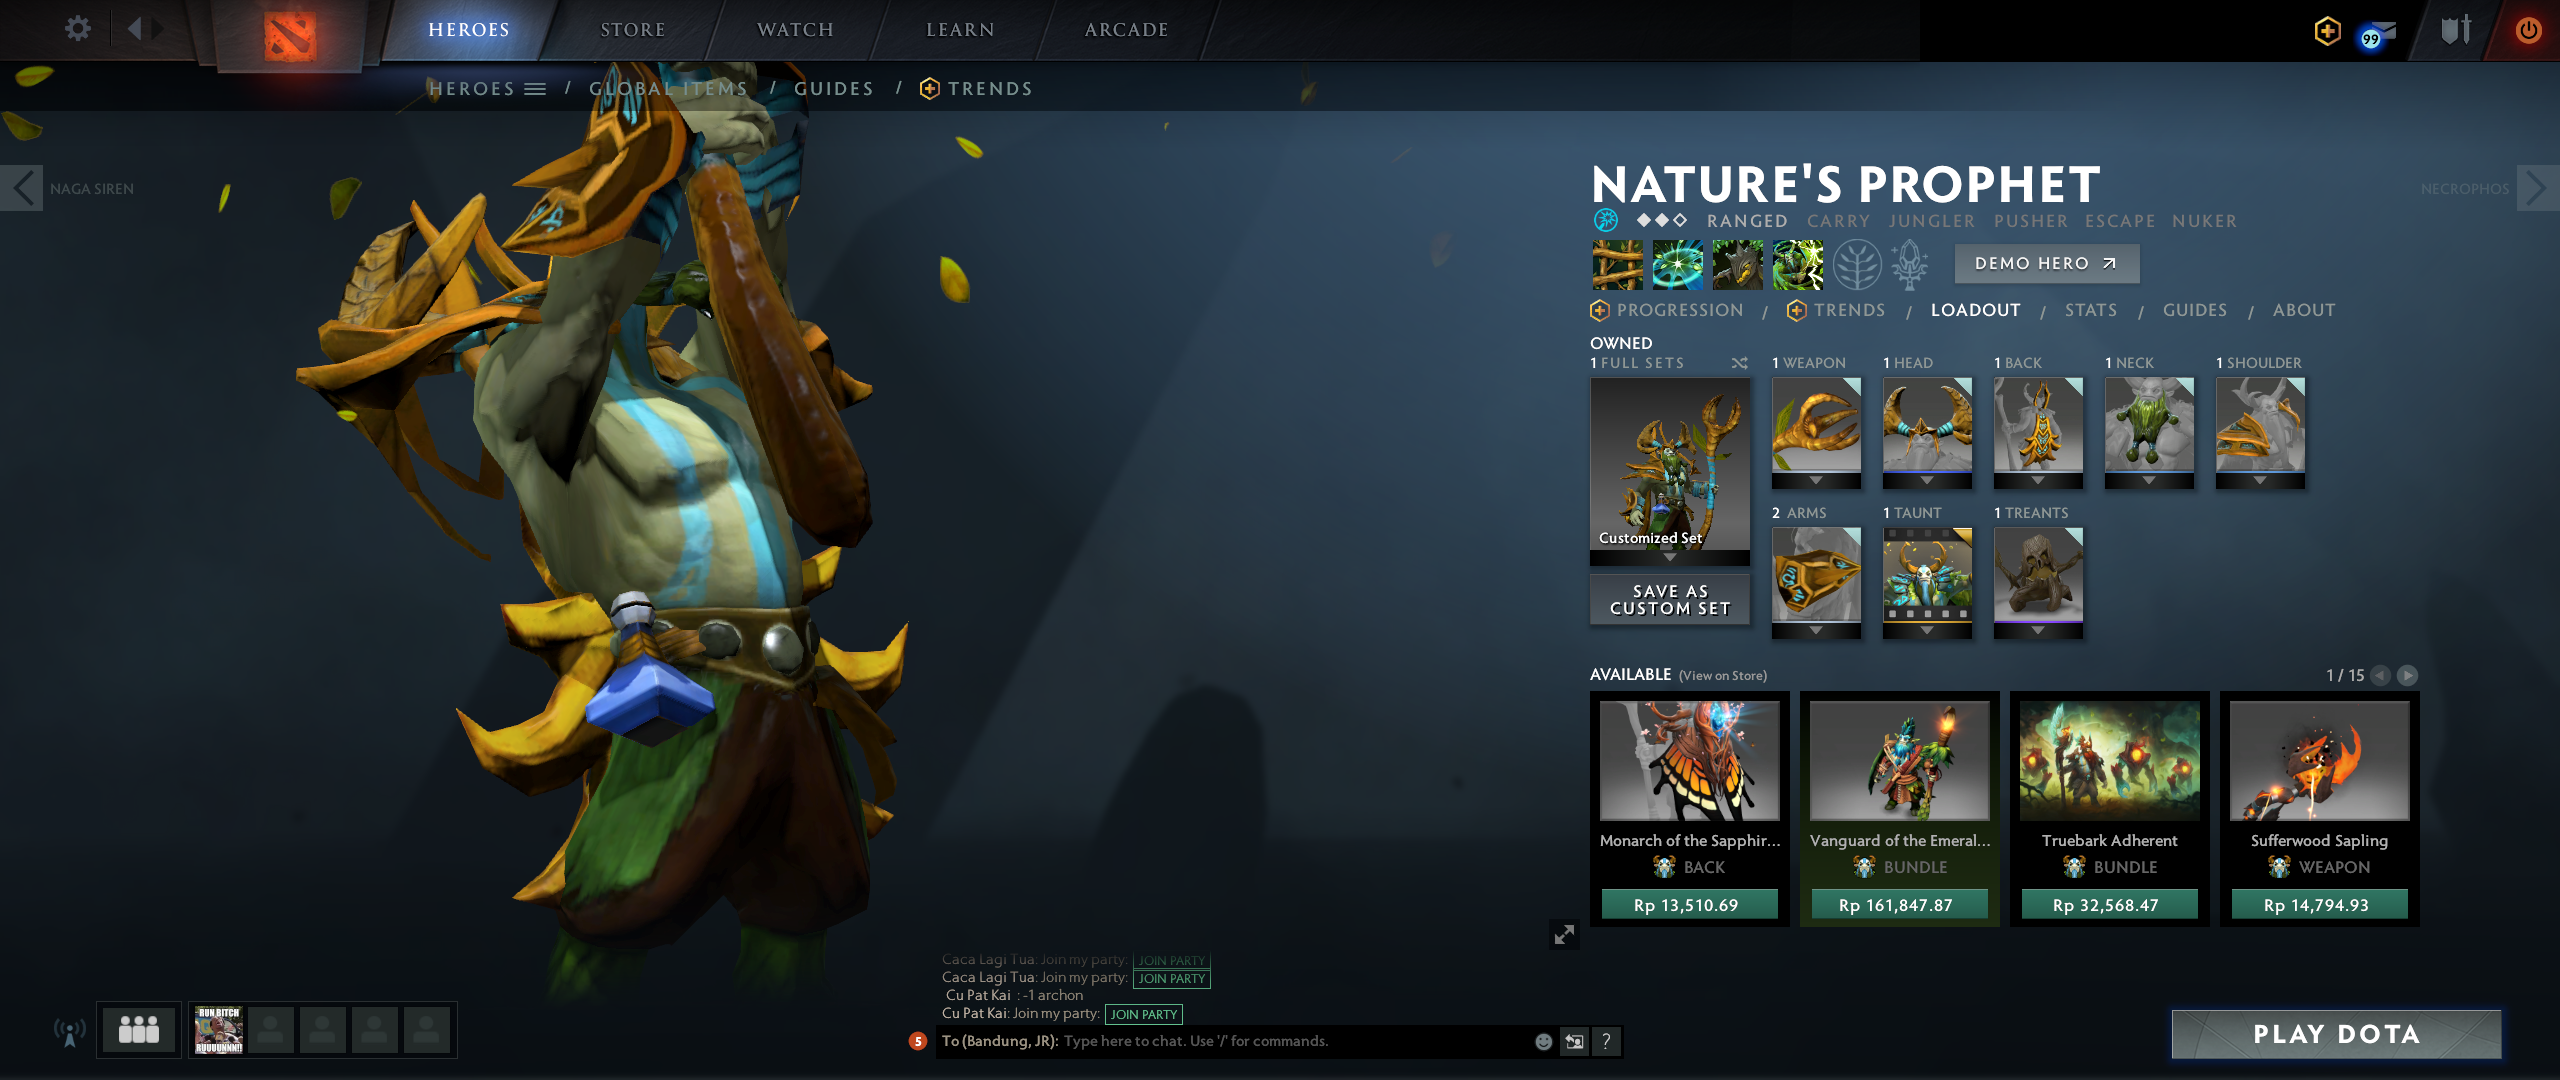 HEROES
STORE
WATCH
LEARN
ARCADE
99
HEROES / GLOBAL ITEMS / GUIDES / TRENDS
NAGA SIREN
NECROPHOS
NATURE'S PROPHET
RANGED CARRY JUNGLER PUSHER ESCAPE NUKER
DEMO HERO
PROGRESSION / TRENDS / LOADOUT / STATS / GUIDES / ABOUT
OWNED
1 FULL SETS
1 WEAPON
1 HEAD
1 BACK
1 NECK
1 SHOULDER
Customized Set
2 ARMS
1 TAUNT
1 TREANTS
SAVE AS
CUSTOM SET
AVAILABLE (View on Store)
1 / 15
Monarch of the Sapphir...
BACK
Rp 13,510.69
Vanguard of the Emeral...
BUNDLE
Rp 161,847.87
Truebark Adherent
BUNDLE
Rp 32,568.47
Sufferwood Sapling
WEAPON
Rp 14,794.93
Caca Lagi Tua: Join my party: JOIN PARTY
Caca Lagi Tua: Join my party: JOIN PARTY
Cu Pat Kai : -1 archon
Cu Pat Kai: Join my party: JOIN PARTY
5
To (Bandung, JR): Type here to chat. Use '/' for commands.
?
RUN BITCH
RUUUUNNN!!
PLAY DOTA